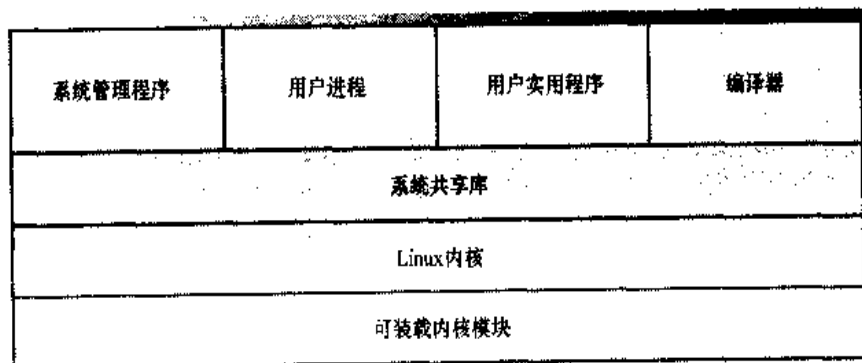 系统管理程序
用户进程
用户实用程序
编译器
系统共享库
Linux内核
可装载内核模块